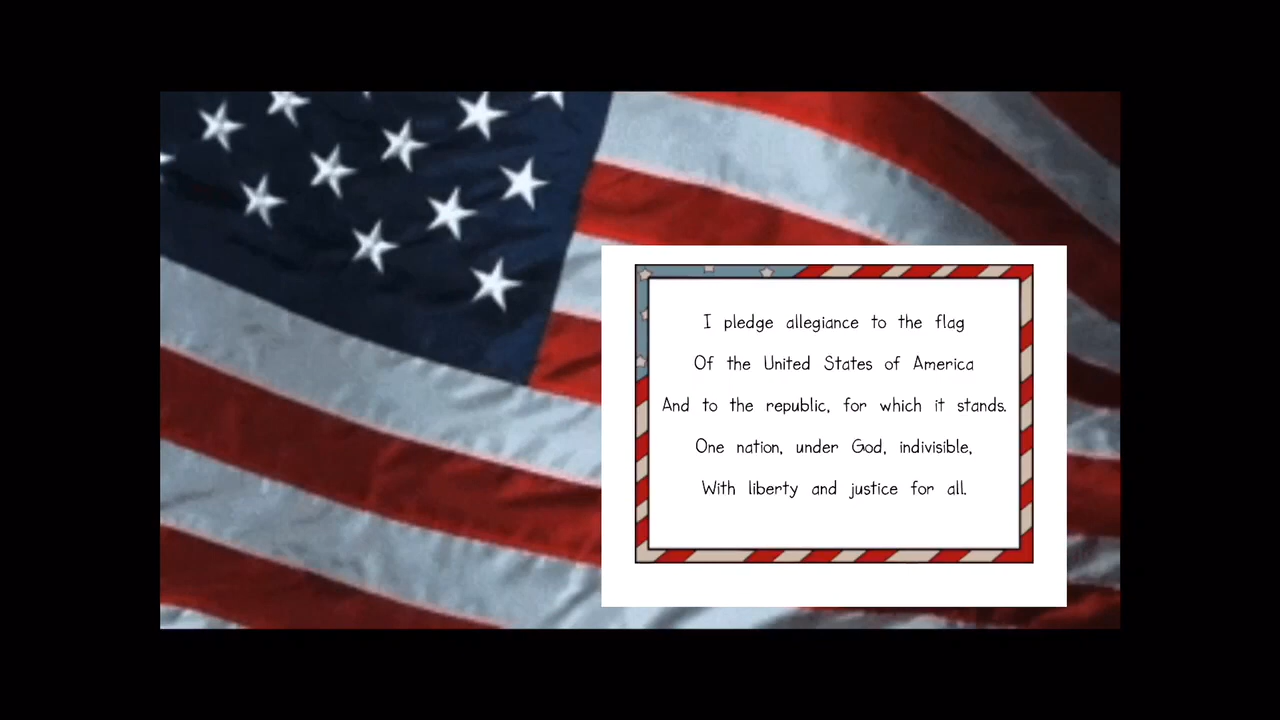 I pledge allegiance to the flag
Of the United States of America
And to the republic, for which it stands.
One nation, under God, indivisible,
With liberty and justice for all.